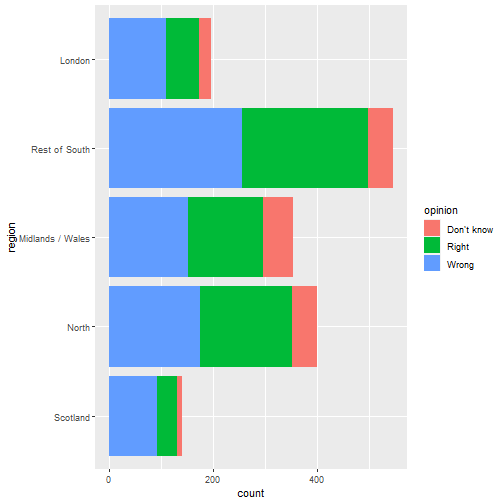 London
Rest of South
Midlands / Wales
North
Scotland
region
0 200 400
count
opinion
Don't know
Right
Wrong